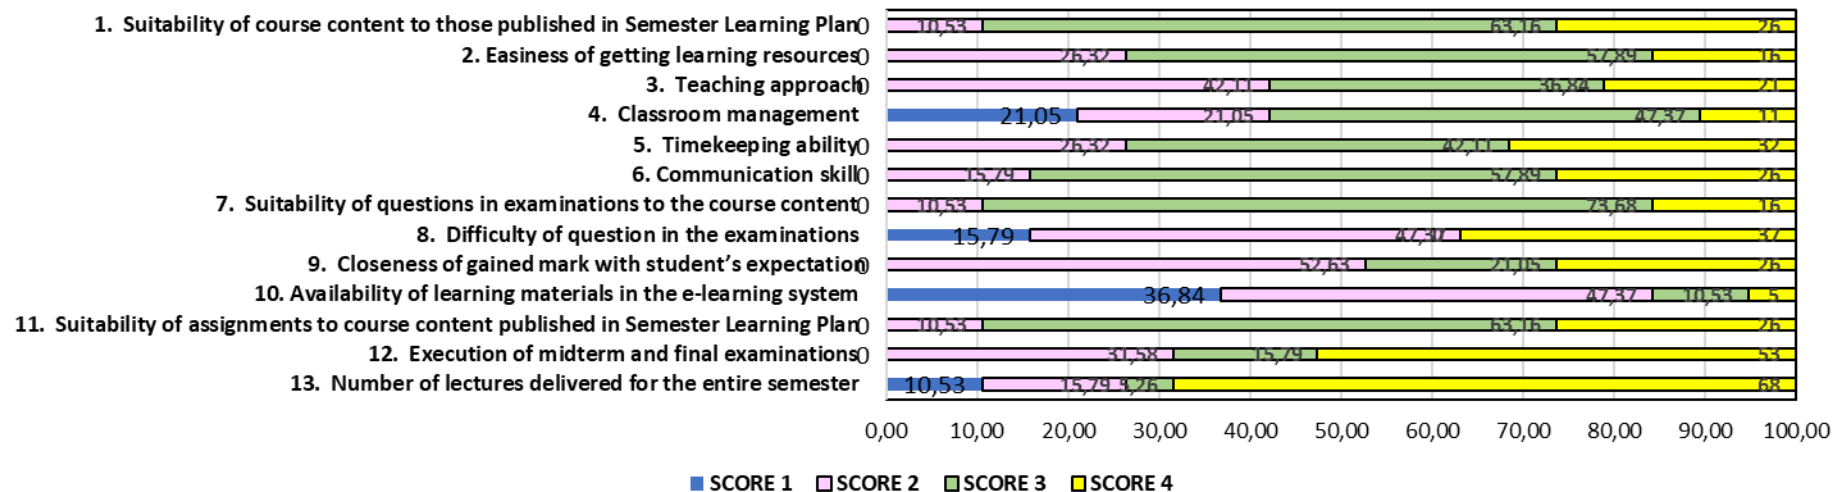 1. Suitability of course content to those published in Semester Learning Plan 0 10,53 63,16 26
2. Easiness of getting learning resources 0 26,32 57,89 16
3. Teaching approach 0 42,11 36,84 21
4. Classroom management 21,05 21,05 47,37 11
5. Timekeeping ability 0 26,32 42,11 32
6. Communication skill 0 15,79 57,89 26
7. Suitability of questions in examinations to the course content 0 10,53 73,68 16
8. Difficulty of question in the examinations 15,79 47,37 37
9. Closeness of gained mark with student’s expectation 0 52,63 21,05 26
10. Availability of learning materials in the e-learning system 36,84 47,37 10,53 5
11. Suitability of assignments to course content published in Semester Learning Plan 0 10,53 63,16 26
12. Execution of midterm and final examinations 0 31,58 15,79 53
13. Number of lectures delivered for the entire semester 10,53 15,79 5,26 68
0,00 10,00 20,00 30,00 40,00 50,00 60,00 70,00 80,00 90,00 100,00
SCORE 1 SCORE 2 SCORE 3 SCORE 4